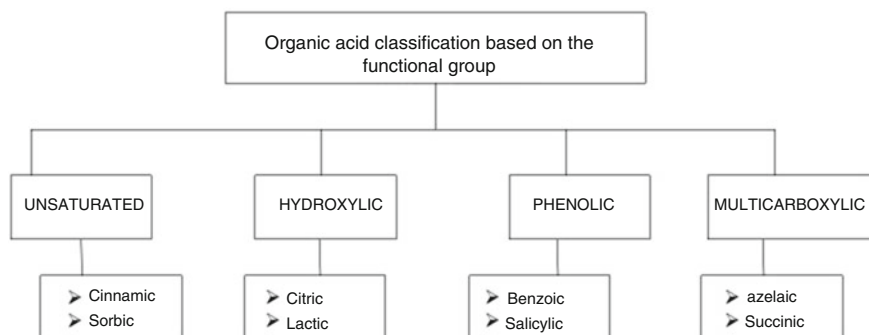 Organic acid classification based on the
functional group
UNSATURATED
HYDROXYLIC
PHENOLIC
MULTICARBOXYLIC
Cinnamic
Sorbic
Citric
Lactic
Benzoic
Salicylic
azelaic
Succinic